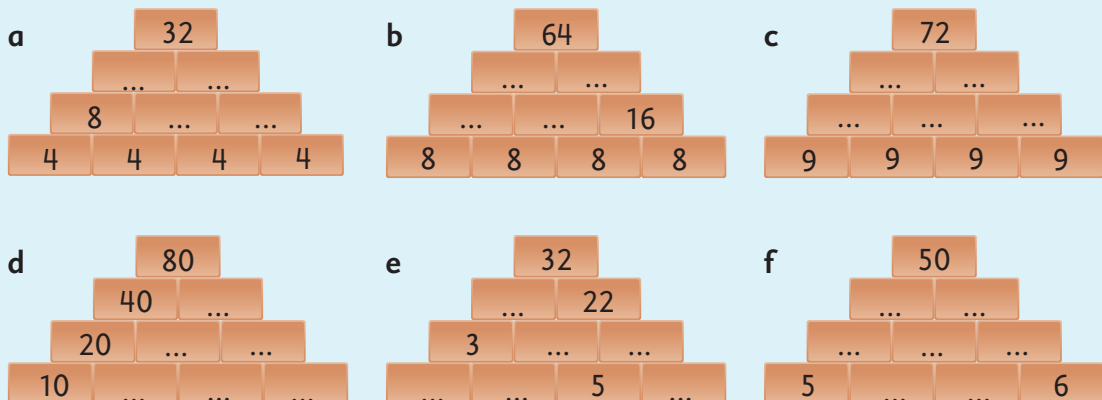 a 32
... ...
8 ... ...
4 4 4 4
b 64
... ...
... ... 16
8 8 8 8
c 72
... ...
... ... ...
9 9 9 9
d 80
40 ...
20 ... ...
10 ... ... ...
e 32
... 22
3 ... ...
... ... 5 ...
f 50
... ...
... ... ...
5 ... ... 6